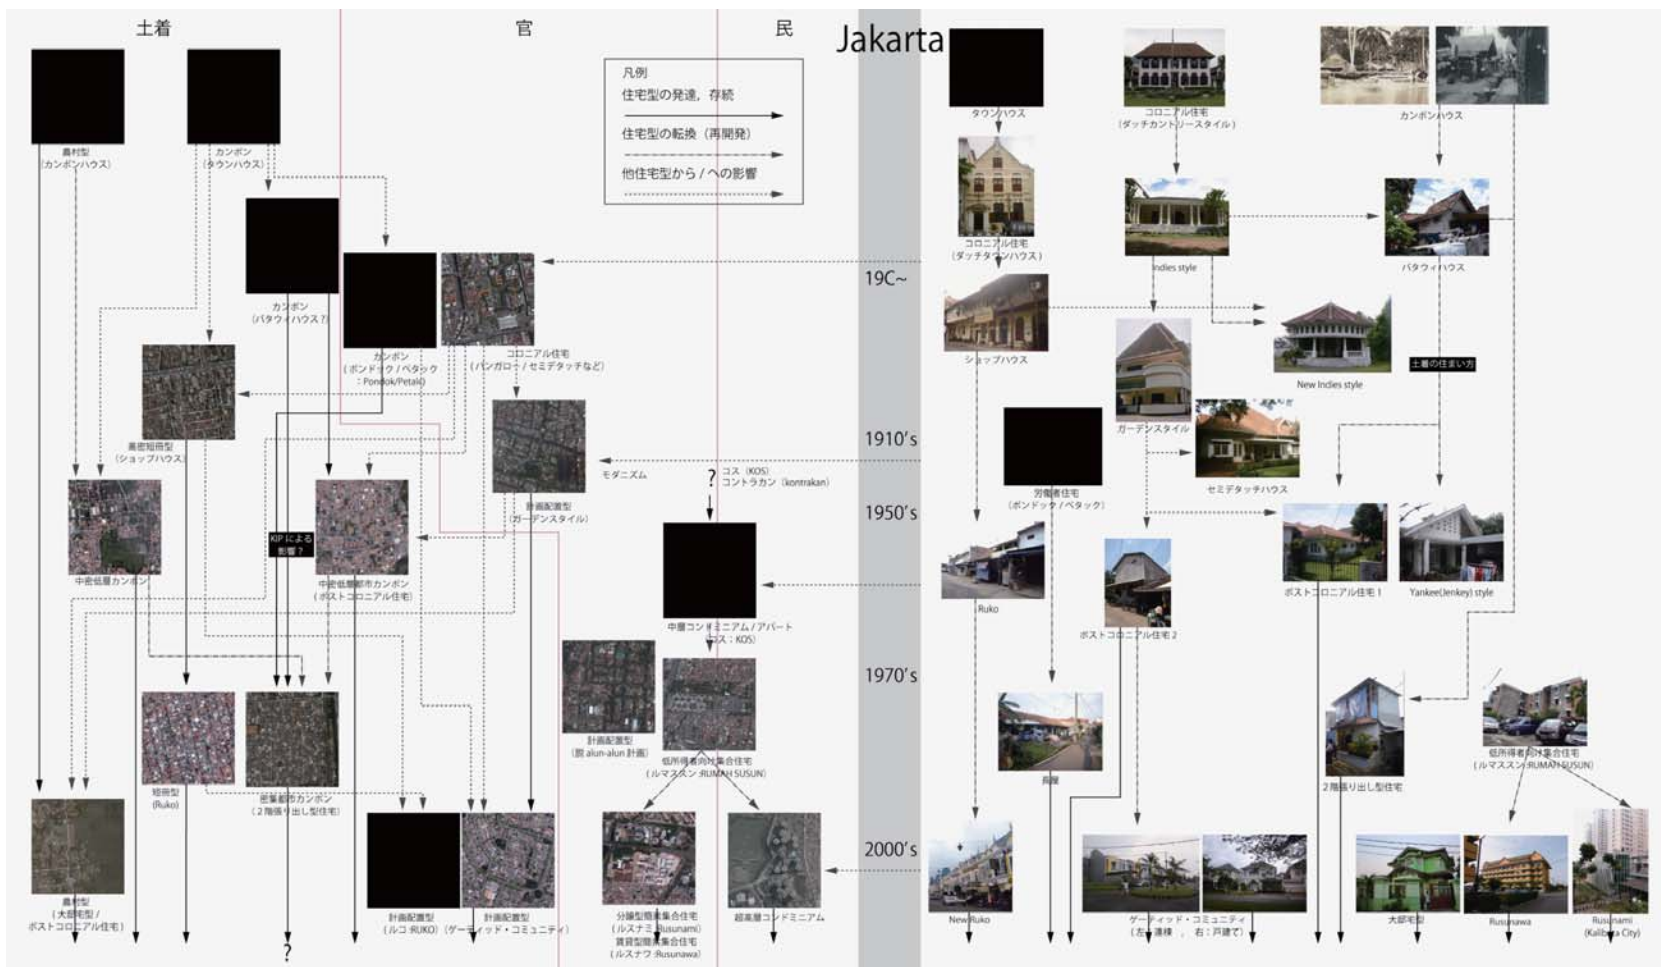 土着
官
民
Jakarta
凡例
住宅型の発達，存続
住宅型の転換（再開発）
他住宅型から / への影響
農村型
（カンポンハウス）
カンポン
（タウンハウス）
カンポン
（バタウィハウス？）
カンポン
（ポンドック / ペタック
：Pondok/Petak）
コロニアル住宅
（バンガロー / セミデタッチなど）
高密短冊型
（ショップハウス）
モダニズム
計画配置型
（ガーデンスタイル）
?
コス（KOS）
コントラカン（kontrakan）
中密低層カンポン
KIP による
影響？
中密低層都市カンポン
（ポストコロニアル住宅）
中層コンドミニアム / アパート
（コス：KOS）
計画配置型
（脱 alun-alun 計画）
低所得者向け集合住宅
（ルマススン :RUMAH SUSUN）
短冊型
(Ruko)
密集都市カンポン
（２階張り出し型住宅）
農村型
（大邸宅型 /
ポストコロニアル住宅）
計画配置型
（ルコ :RUKO）
計画配置型
（ゲーティッド・コミュニティ）
分譲型簡素集合住宅
（ルスナミ :Rusunami）
賃貸型簡素集合住宅
（ルスナワ :Rusunawa）
超高層コンドミニアム
?
19C~
1910's
1950's
1970's
2000's
タウンハウス
コロニアル住宅
（ダッチカントリースタイル）
カンポンハウス
コロニアル住宅
（ダッチタウンハウス）
Indies style
バタウィハウス
ショップハウス
ガーデンスタイル
New Indies style
土着の住まい方
セミデタッチハウス
労働者住宅
（ポンドック / ペタック）
Ruko
ポストコロニアル住宅 2
ポストコロニアル住宅 1
Yankee(Jenkey) style
長屋
２階張り出し型住宅
低所得者向け集合住宅
（ルマススン :RUMAH SUSUN）
New Ruko
ゲーティッド・コミュニティ
（左：連棟　，　右：戸建て）
大邸宅型
Rusunawa
Rusunami
(Kalibata City)